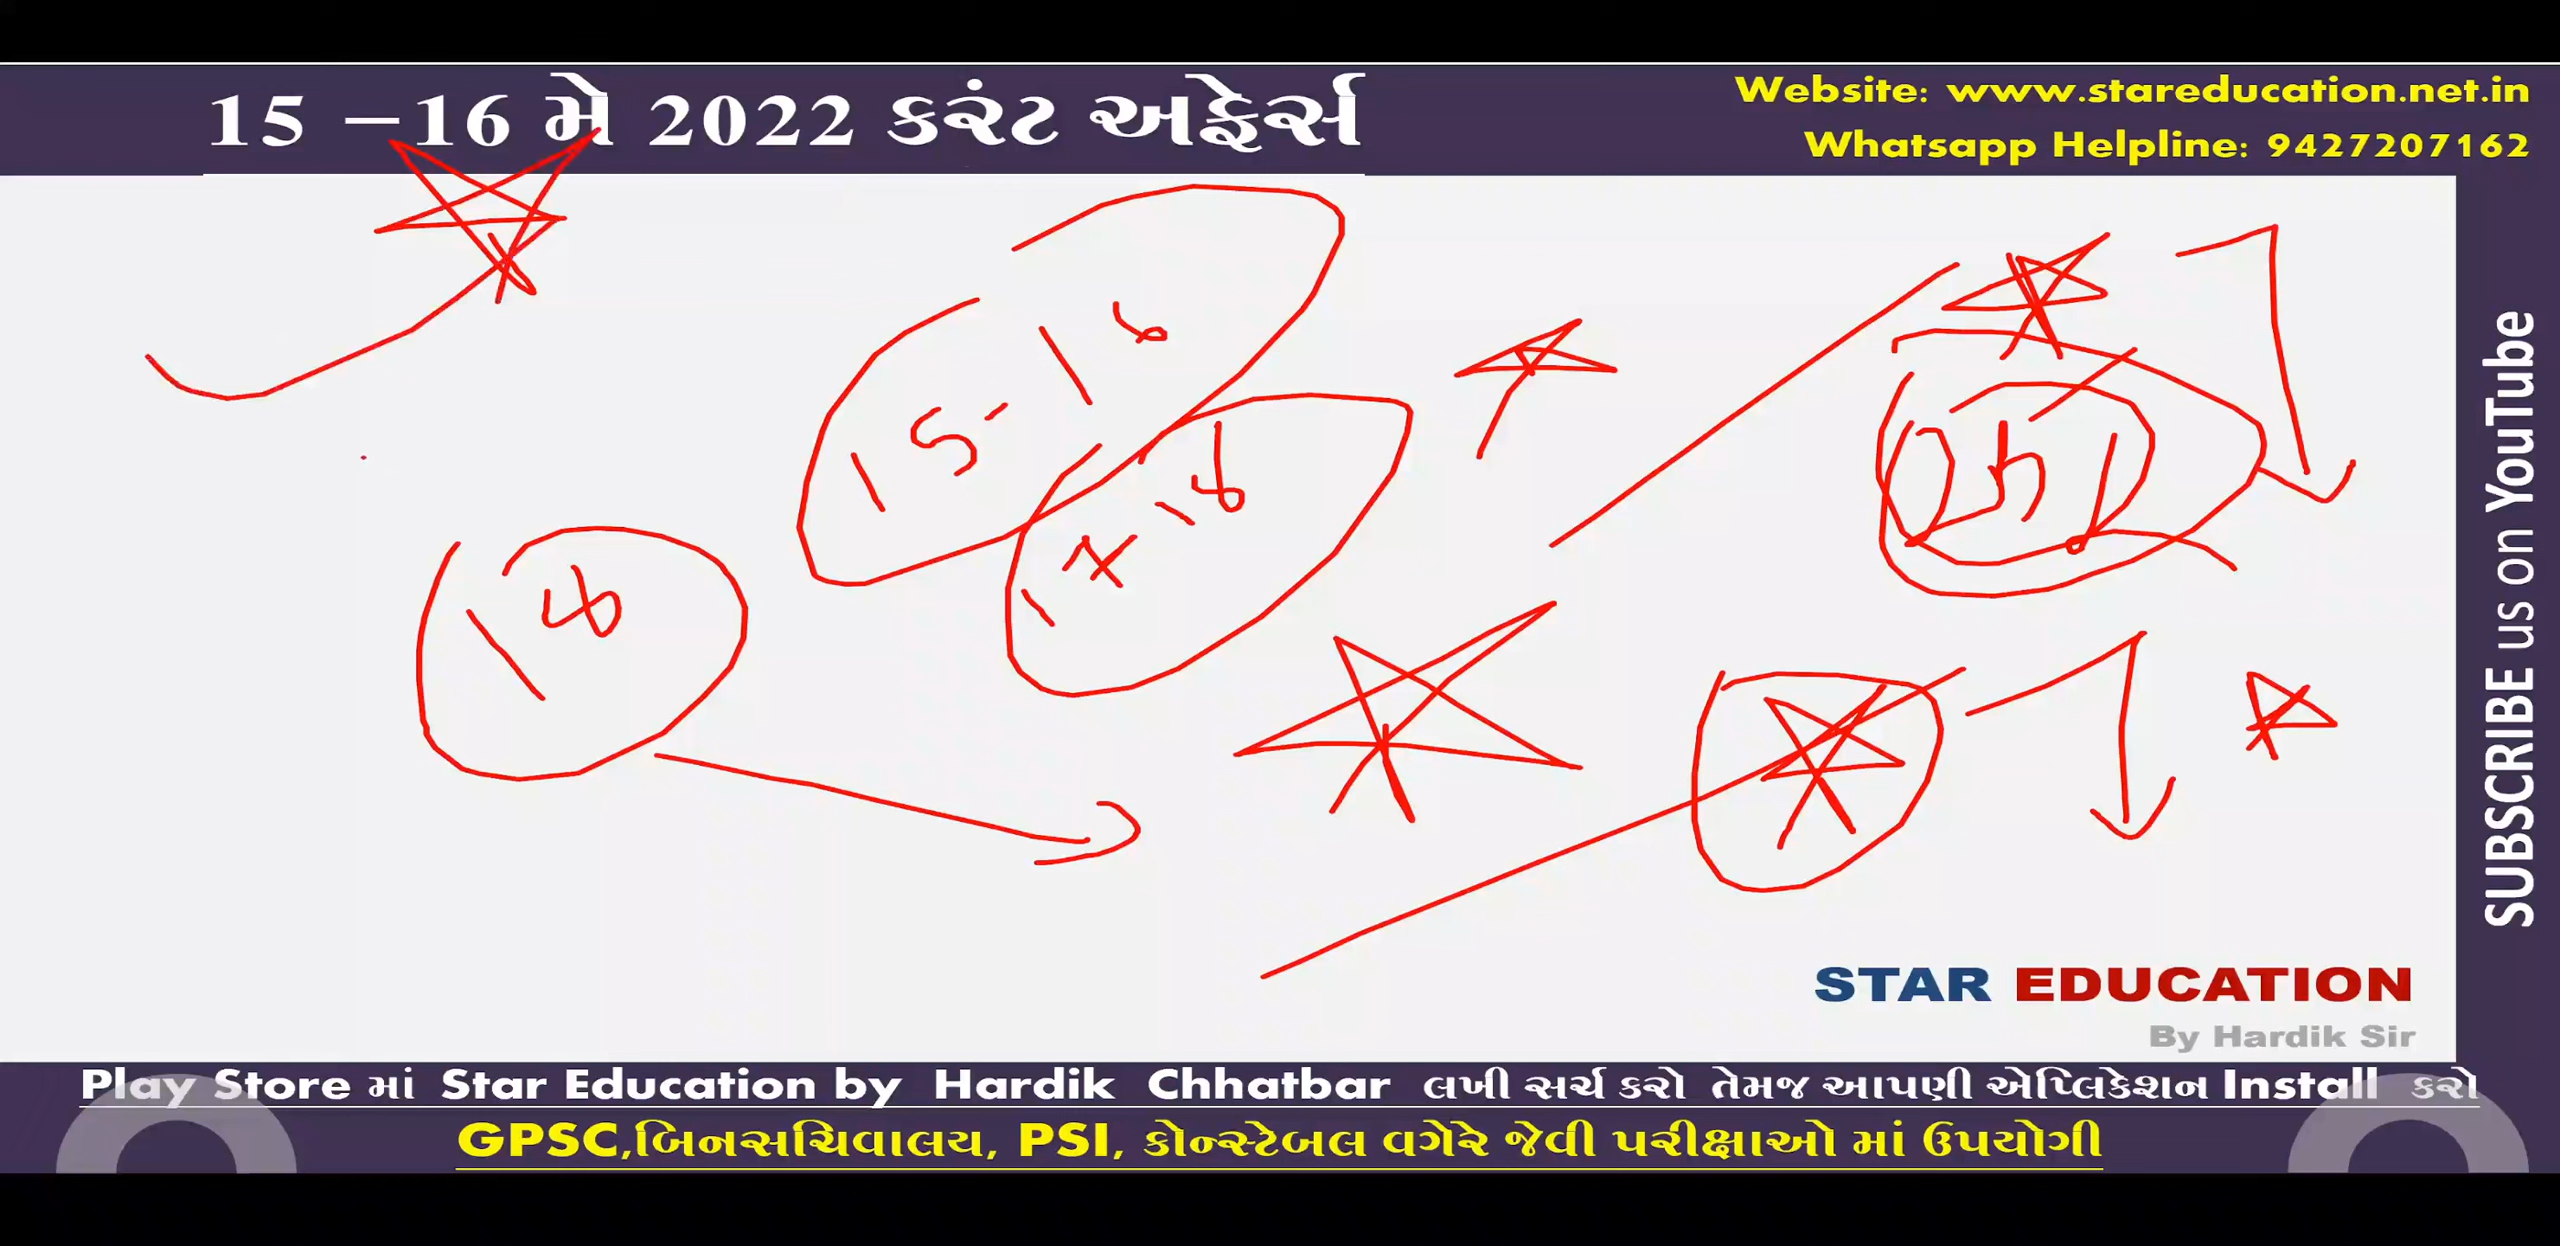 15 –16 મે 2022 કરંટ અફેર્સ
Website: www.stareducation.net.in
Whatsapp Helpline: 9427207162
15-16
17-18
18
SUBSCRIBE us on YouTube
STAR EDUCATION
By Hardik Sir
Play Store માં Star Education by Hardik Chhatbar લખી સર્ચ કરો તેમજ આપણી એપ્લિકેશન Install કરો
GPSC,બિનસચિવાલય, PSI, કોન્સ્ટેબલ વગેરે જેવી પરીક્ષાઓ માં ઉપયોગી